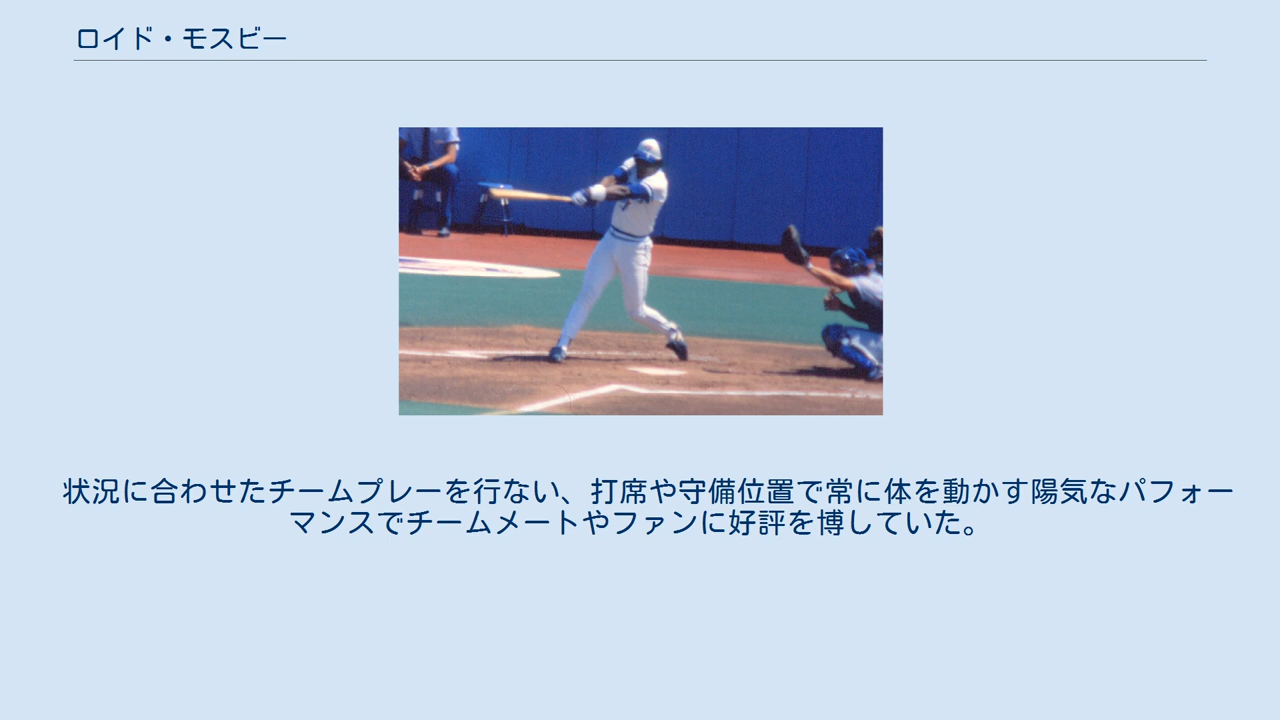 ロイド・モスビー
状況に合わせたチームプレーを行ない、打席や守備位置で常に体を動かす陽気なパフォー
マンスでチームメートやファンに好評を博していた。